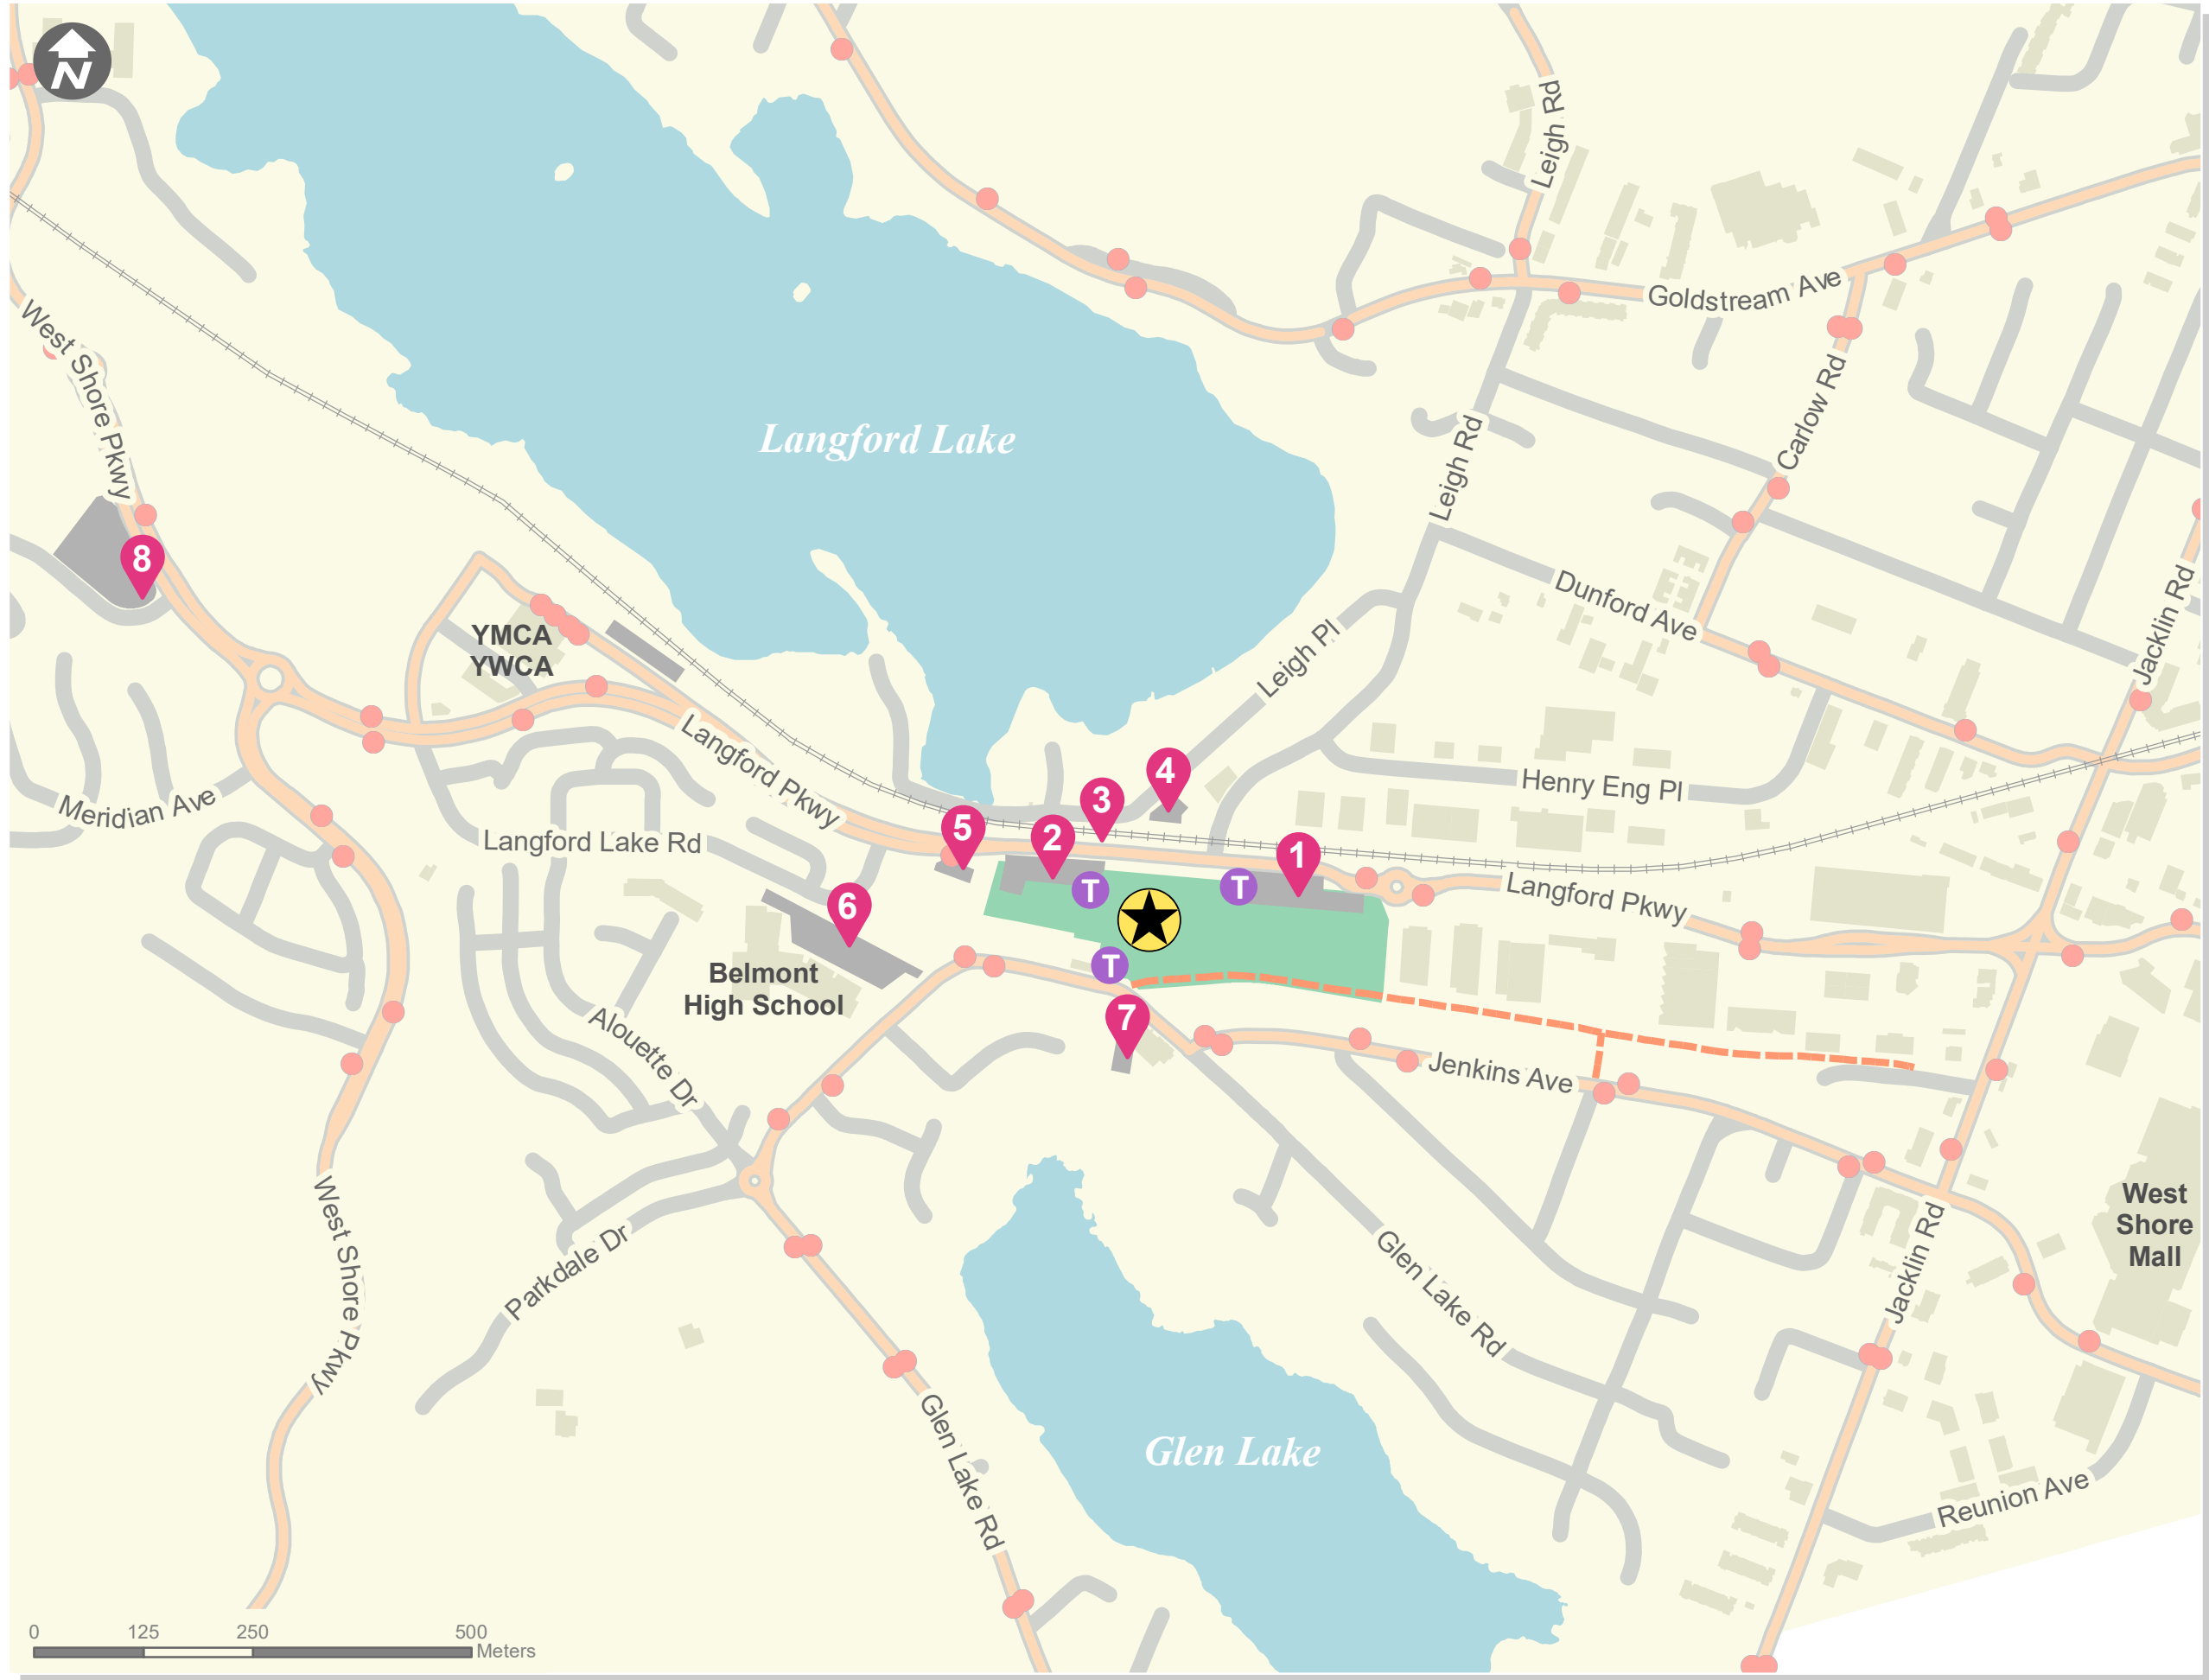 N
Leigh Rd
Goldstream Ave
West Shore Pkwy
Carlow Rd
Langford Lake
Leigh Rd
8
Dunford Ave
Jacklin Rd
YMCA
YWCA
Leigh Pl
Langford Pkwy
4
Henry Eng Pl
Meridian Ave
3
5
2
1
Langford Lake Rd
T
T
Langford Pkwy
6
Belmont
High School
T
7
Alouette Dr
Jenkins Ave
West
Shore
Mall
West Shore Pkwy
Parkdale Dr
Glen Lake Rd
Jacklin Rd
Glen Lake Rd
Glen Lake
Reunion Ave
0 125 250 500
Meters